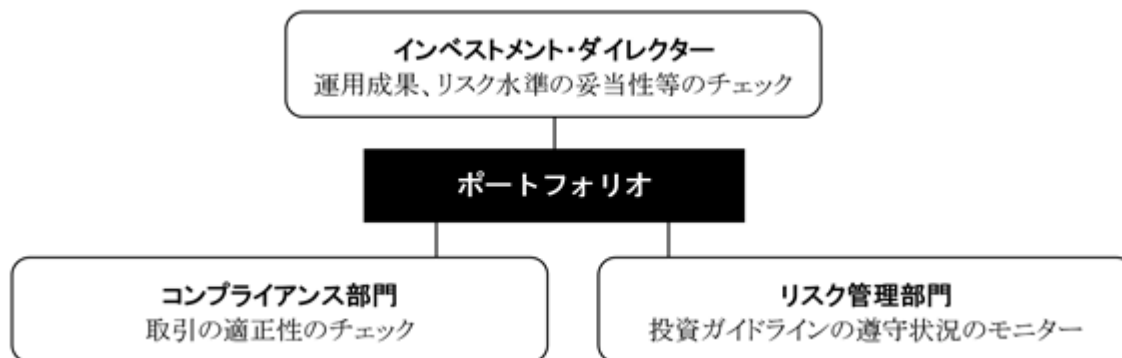 インベストメント・ダイレクター
運用成果、リスク水準の妥当性等のチェック
ポートフォリオ
コンプライアンス部門
取引の適正性のチェック
リスク管理部門
投資ガイドラインの遵守状況のモニター